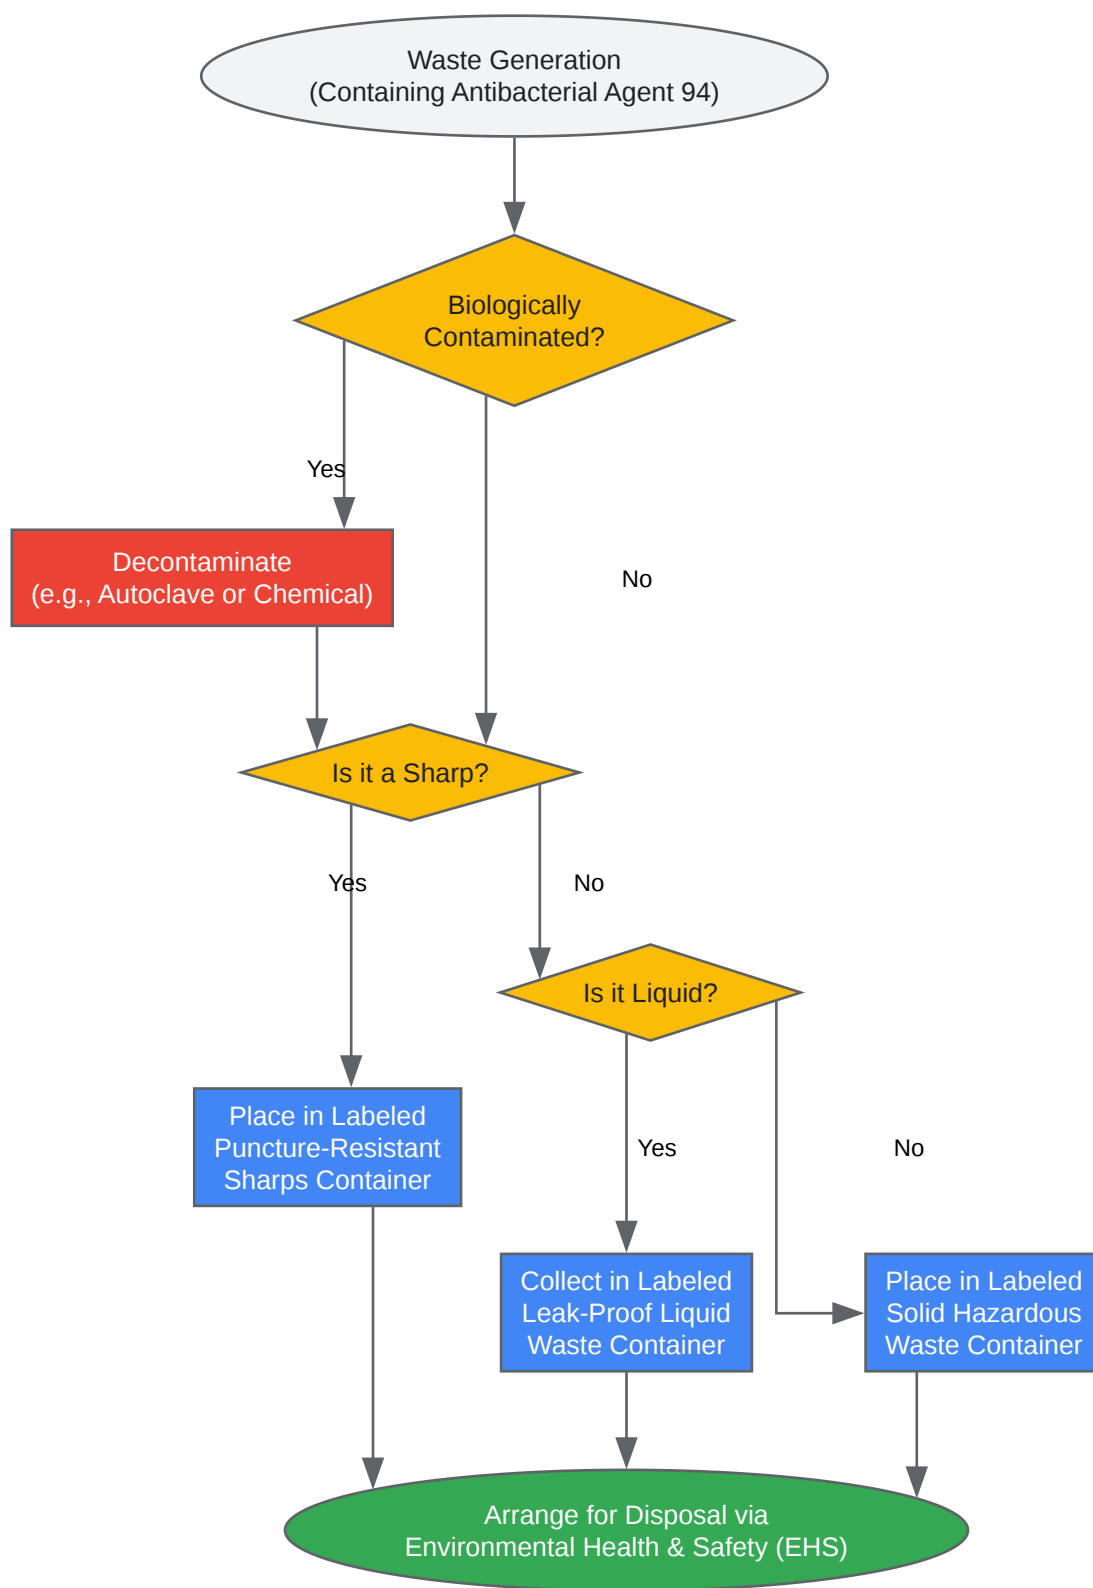 Waste Generation
(Containing Antibacterial Agent 94)
Biologically
Contaminated?
Yes
Decontaminate
(e.g., Autoclave or Chemical)
No
Is it a Sharp?
Yes
No
Is it Liquid?
Place in Labeled
Puncture-Resistant
Sharps Container
Yes
No
Collect in Labeled
Leak-Proof Liquid
Waste Container
Place in Labeled
Solid Hazardous
Waste Container
Arrange for Disposal via
Environmental Health & Safety (EHS)